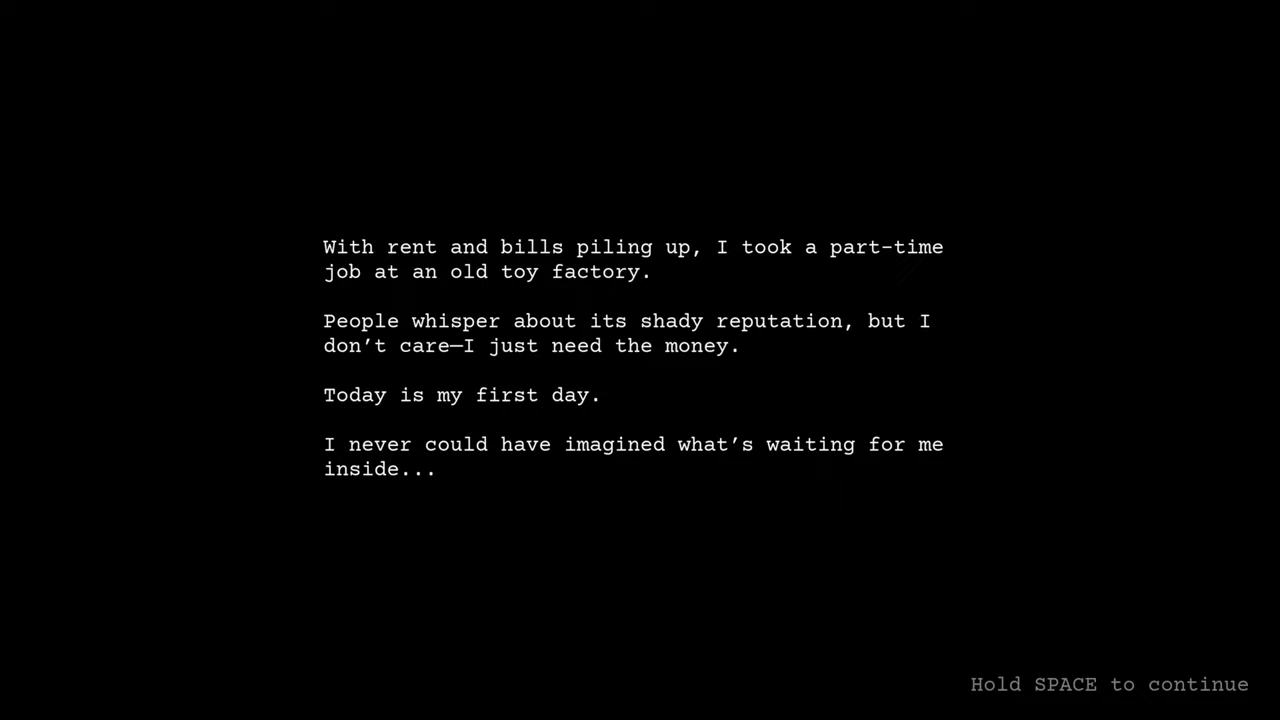 With rent and bills piling up, I took a part-time
job at an old toy factory.
People whisper about its shady reputation, but I
don't care—I just need the money.
Today is my first day.
I never could have imagined what's waiting for me
inside...
Hold SPACE to continue